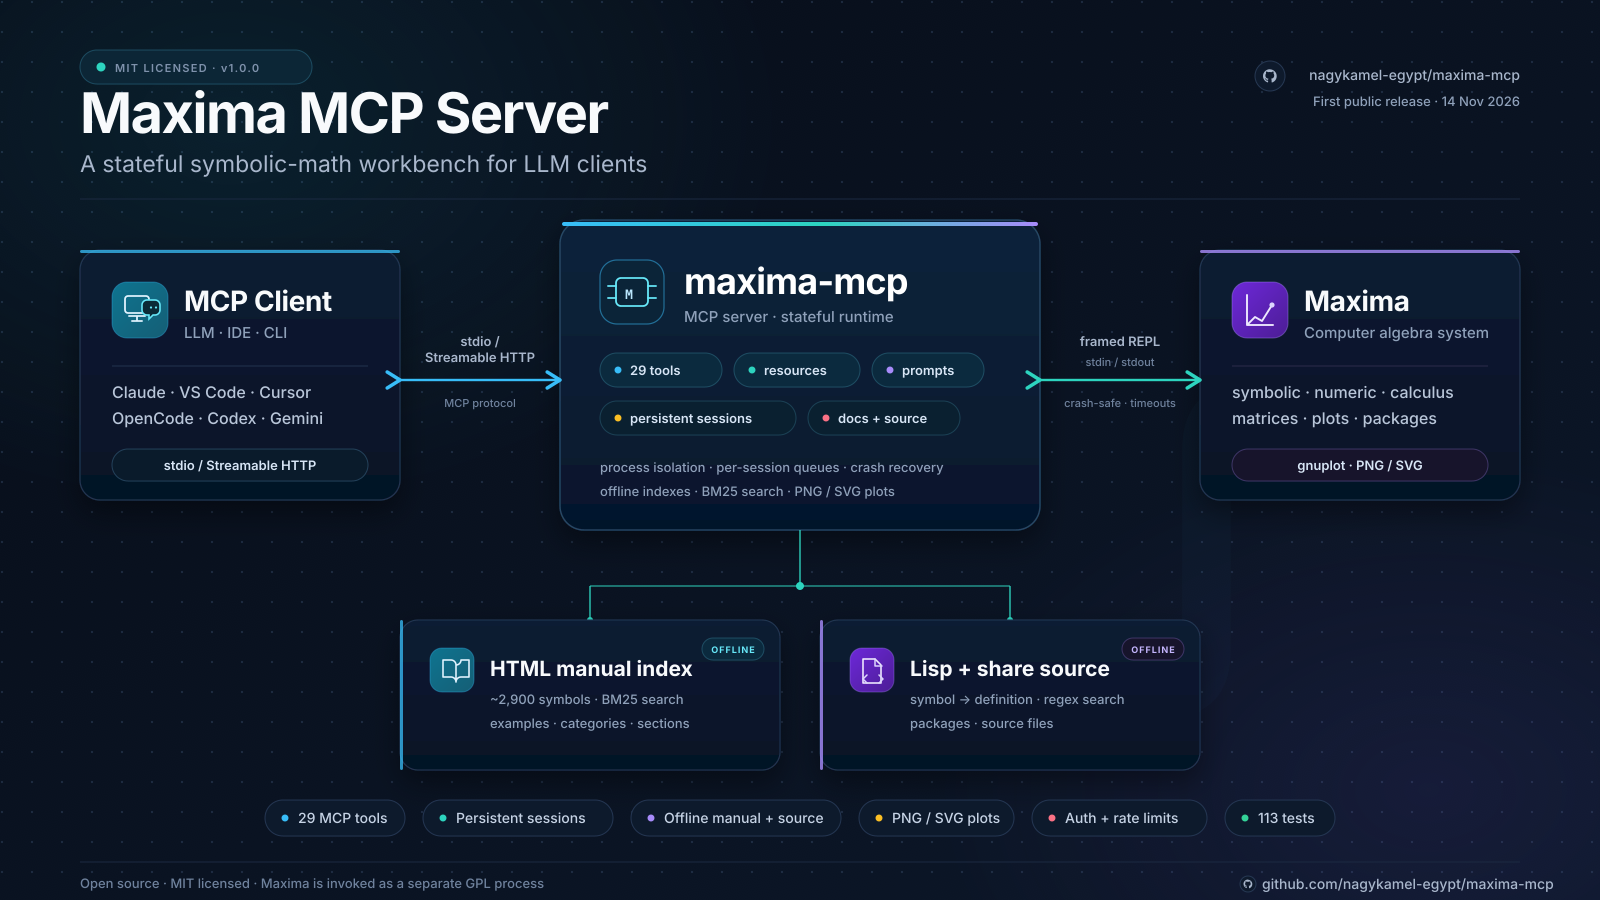 MIT LICENSED · v1.0.0
Maxima MCP Server
A stateful symbolic-math workbench for LLM clients
nagykamel-egypt/maxima-mcp
First public release · 14 Nov 2026
MCP Client
LLM · IDE · CLI
Claude · VS Code · Cursor
OpenCode · Codex · Gemini
stdio / Streamable HTTP
stdio /
Streamable HTTP
MCP protocol
M
maxima-mcp
MCP server · stateful runtime
29 tools
resources
prompts
persistent sessions
docs + source
process isolation · per-session queues · crash recovery
offline indexes · BM25 search · PNG / SVG plots
framed REPL
stdin / stdout
crash-safe · timeouts
Maxima
Computer algebra system
symbolic · numeric · calculus
matrices · plots · packages
gnuplot · PNG / SVG
OFFLINE
HTML manual index
~2,900 symbols · BM25 search
examples · categories · sections
OFFLINE
Lisp + share source
symbol → definition · regex search
packages · source files
29 MCP tools
Persistent sessions
Offline manual + source
PNG / SVG plots
Auth + rate limits
113 tests
Open source · MIT licensed · Maxima is invoked as a separate GPL process
github.com/nagykamel-egypt/maxima-mcp